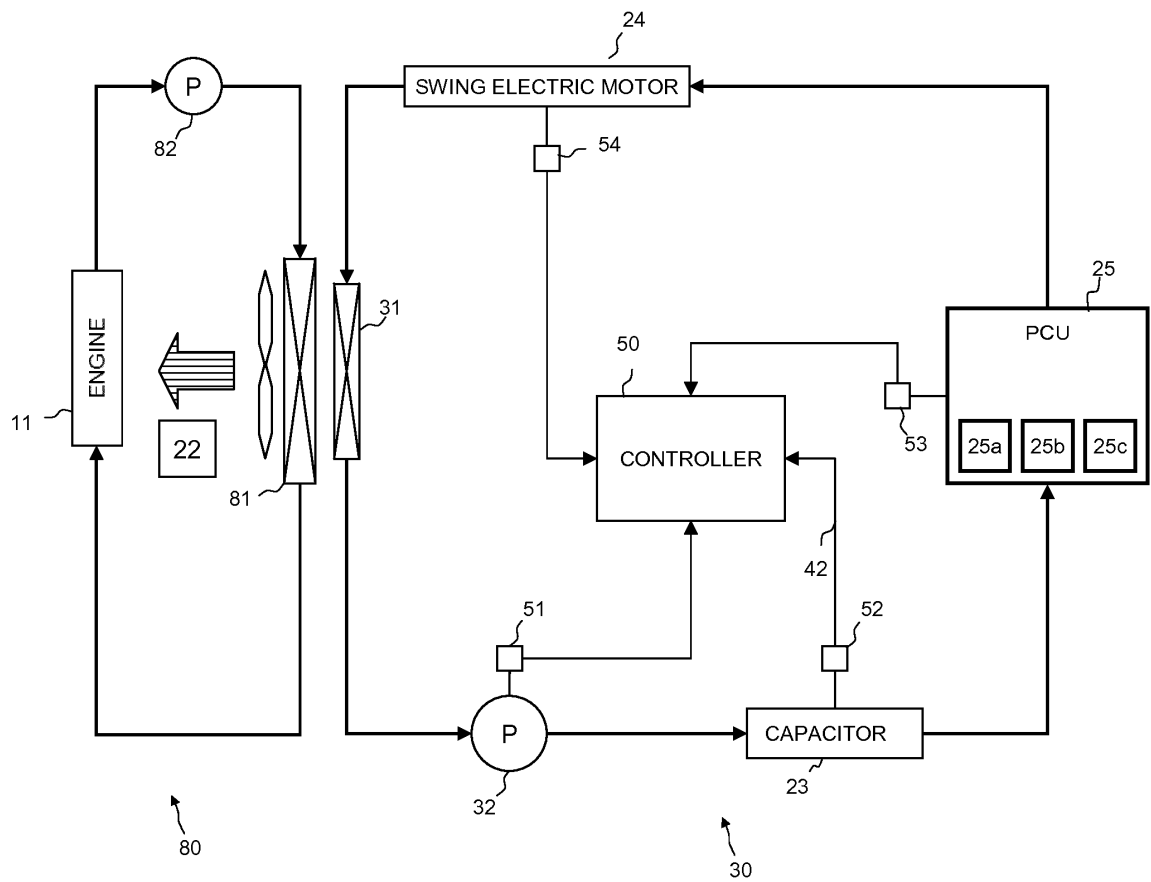 24
P
SWING ELECTRIC MOTOR
82
54
25
31
PCU
50
ENGINE
11
22
CONTROLLER
53
25a
25b
25c
81
42
51
52
P
CAPACITOR
32
23
80
30